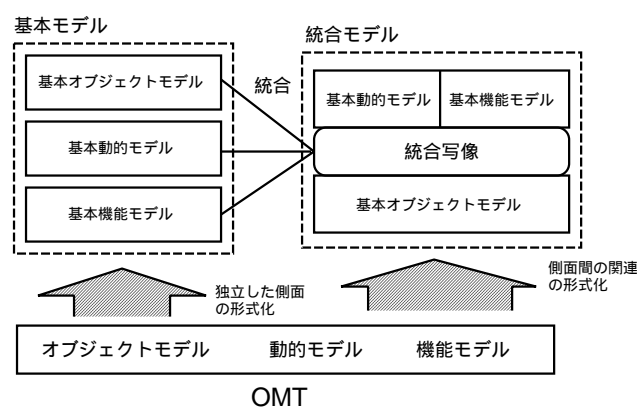 基本モデル
統合モデル
基本オブジェクトモデル
統合
基本動的モデル
基本機能モデル
基本動的モデル
統合写像
基本機能モデル
基本オブジェクトモデル
独立した側面
の形式化
側面間の関連
の形式化
オブジェクトモデル
動的モデル
機能モデル
OMT